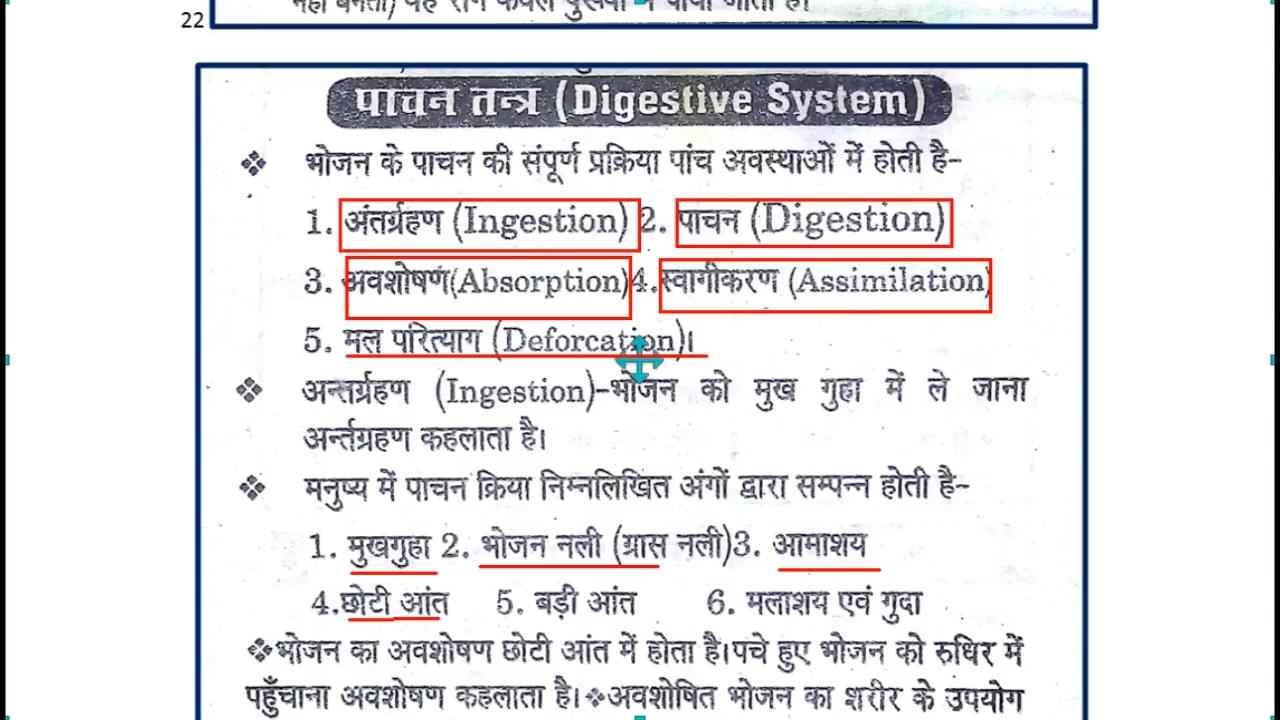 22
पाचन तन्त्र (Digestive System)
❖ भोजन के पाचन की संपूर्ण प्रक्रिया पांच अवस्थाओं में होती है-
1. अंतर्ग्रहण (Ingestion) 2. पाचन (Digestion)
3. अवशोषण(Absorption)4.स्वागीकरण (Assimilation)
5. मल परित्याग (Deforcation)।
❖ अन्तर्ग्रहण (Ingestion)-भोजन को मुख गुहा में ले जाना
अर्न्तग्रहण कहलाता है।
❖ मनुष्य में पाचन क्रिया निम्नलिखित अंगों द्वारा सम्पन्न होती है-
1. मुखगुहा 2. भोजन नली (ग्रास नली)3. आमाशय
4.छोटी आंत 5. बड़ी आंत 6. मलाशय एवं गुदा
❖भोजन का अवशोषण छोटी आंत में होता है।पचे हुए भोजन को रुधिर में
पहुँचाना अवशोषण कहलाता है।❖अवशोषित भोजन का शरीर के उपयोग